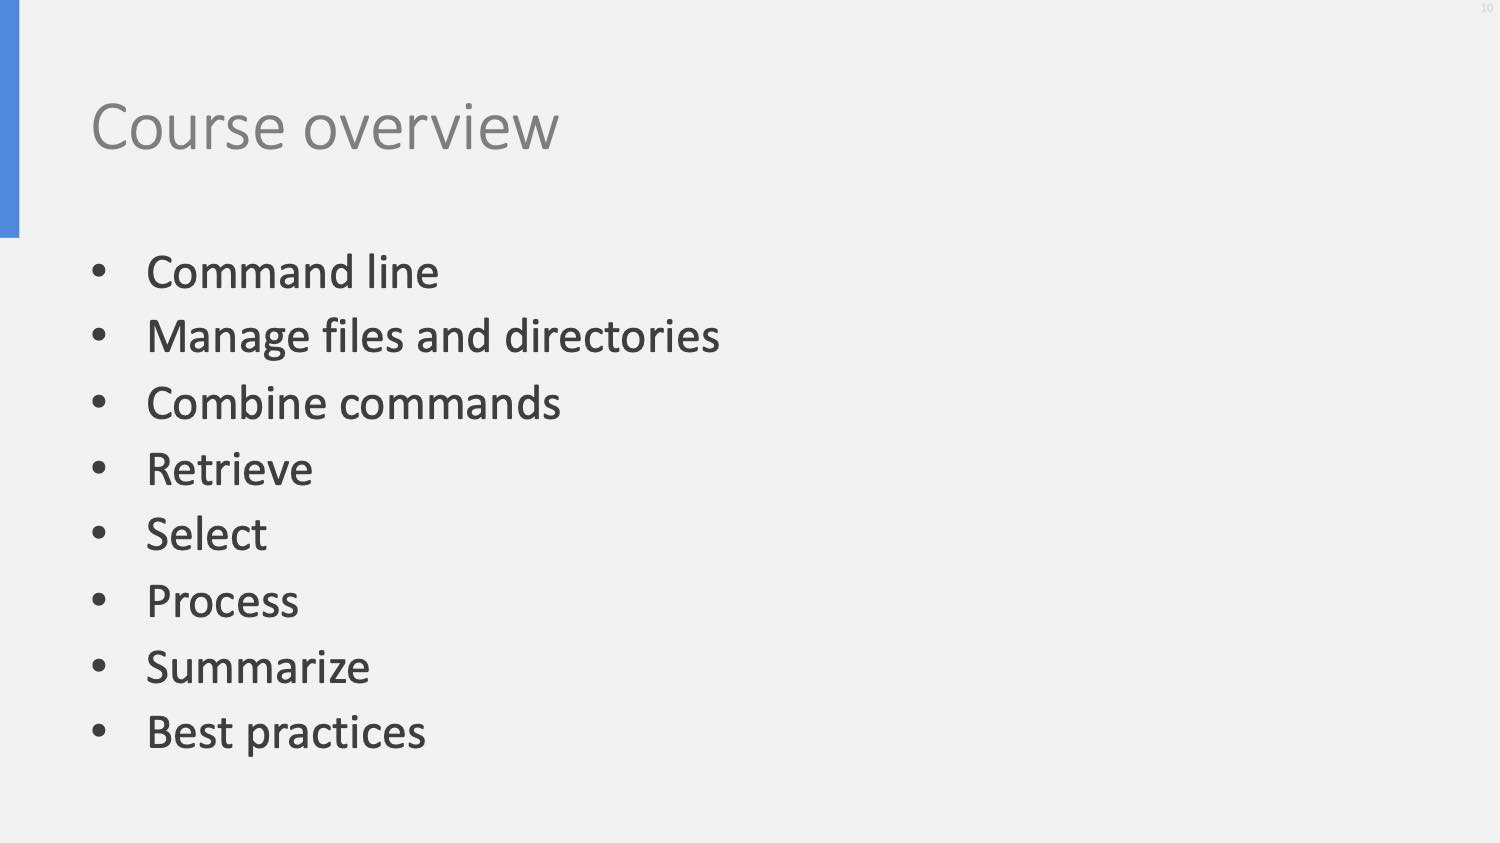 10
Course overview
• Command line
• Manage files and directories
• Combine commands
• Retrieve
• Select
• Process
• Summarize
• Best practices